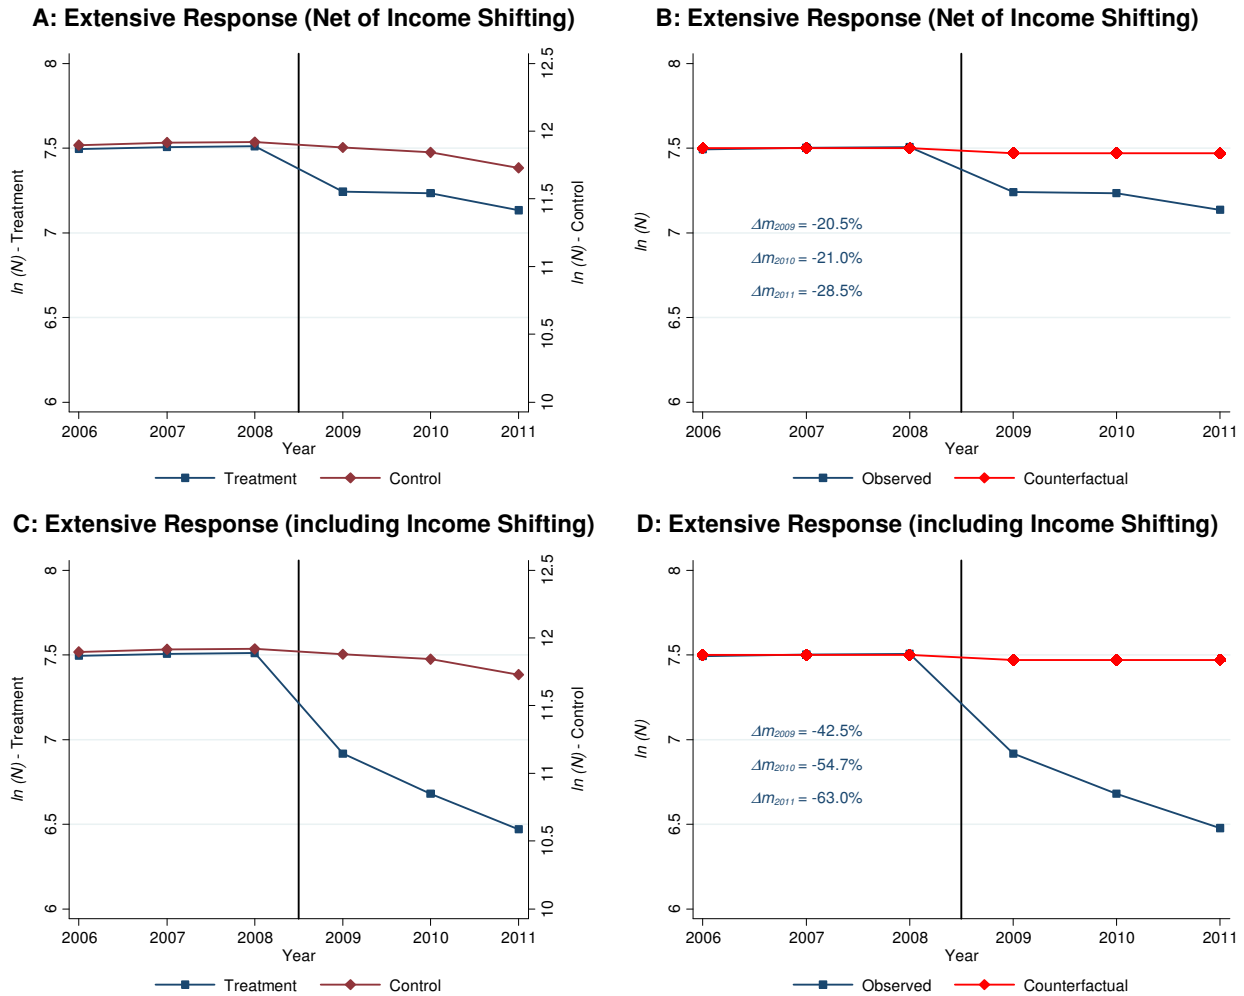 A: Extensive Response (Net of Income Shifting)
8
7.5
7
6.5
6
ln (N) - Treatment
12.5
12
11.5
11
10.5
10
ln (N) - Control
2006 2007 2008 2009 2010 2011
Year
Treatment Control
B: Extensive Response (Net of Income Shifting)
8
7.5
7
6.5
6
ln (N)
Δm2009 = -20.5%
Δm2010 = -21.0%
Δm2011 = -28.5%
2006 2007 2008 2009 2010 2011
Year
Observed Counterfactual
C: Extensive Response (including Income Shifting)
8
7.5
7
6.5
6
ln (N) - Treatment
12.5
12
11.5
11
10.5
10
ln (N) - Control
2006 2007 2008 2009 2010 2011
Year
Treatment Control
D: Extensive Response (including Income Shifting)
8
7.5
7
6.5
6
ln (N)
Δm2009 = -42.5%
Δm2010 = -54.7%
Δm2011 = -63.0%
2006 2007 2008 2009 2010 2011
Year
Observed Counterfactual